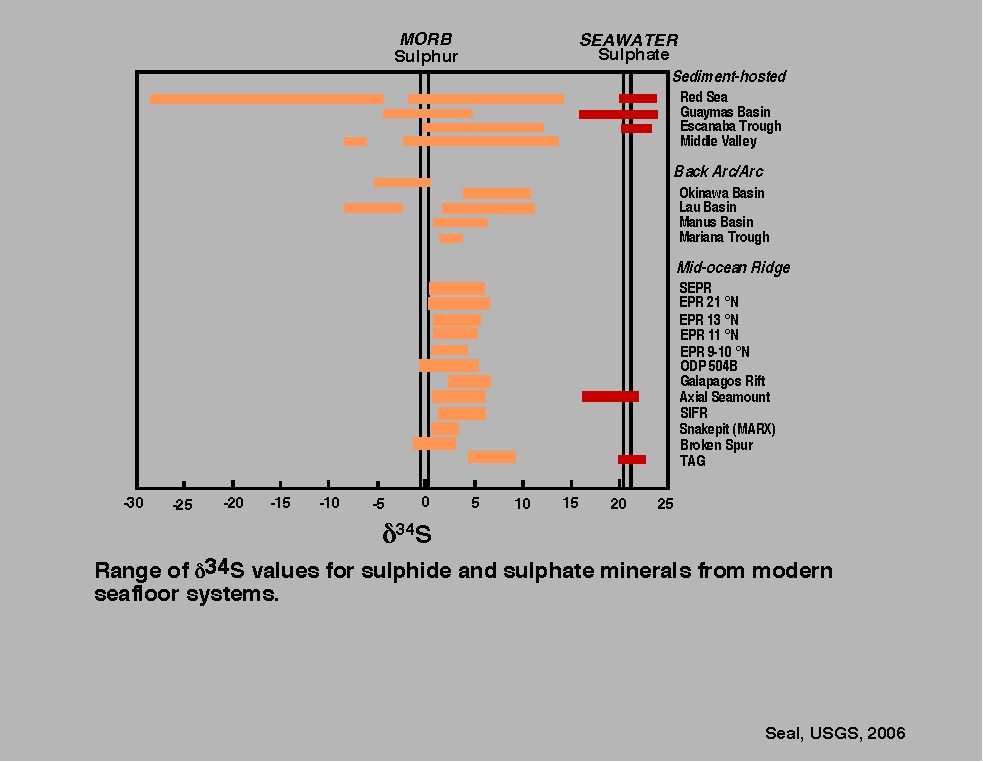 MORB
Sulphur
SEAWATER
Sulphate
Sediment-hosted
Red Sea
Guaymas Basin
Escanaba Trough
Middle Valley
Back Arc/Arc
Okinawa Basin
Lau Basin
Manus Basin
Mariana Trough
Mid-ocean Ridge
SEPR
EPR 21 °N
EPR 13 °N
EPR 11 °N
EPR 9-10 °N
ODP 504B
Galapagos Rift
Axial Seamount
SIFR
Snakepit (MARX)
Broken Spur
TAG
-30 -25 -20 -15 -10 -5 0 5 10 15 20 25
δ34S
Range of δ34S values for sulphide and sulphate minerals from modern
seafloor systems.
Seal, USGS, 2006